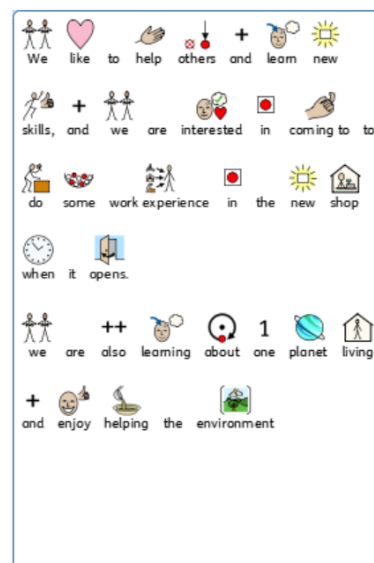 We like to help others and learn new
skills, and we are interested in coming to to
do some work experience in the new shop
when it opens.
1
we are also learning about one planet living
and enjoy helping the environment